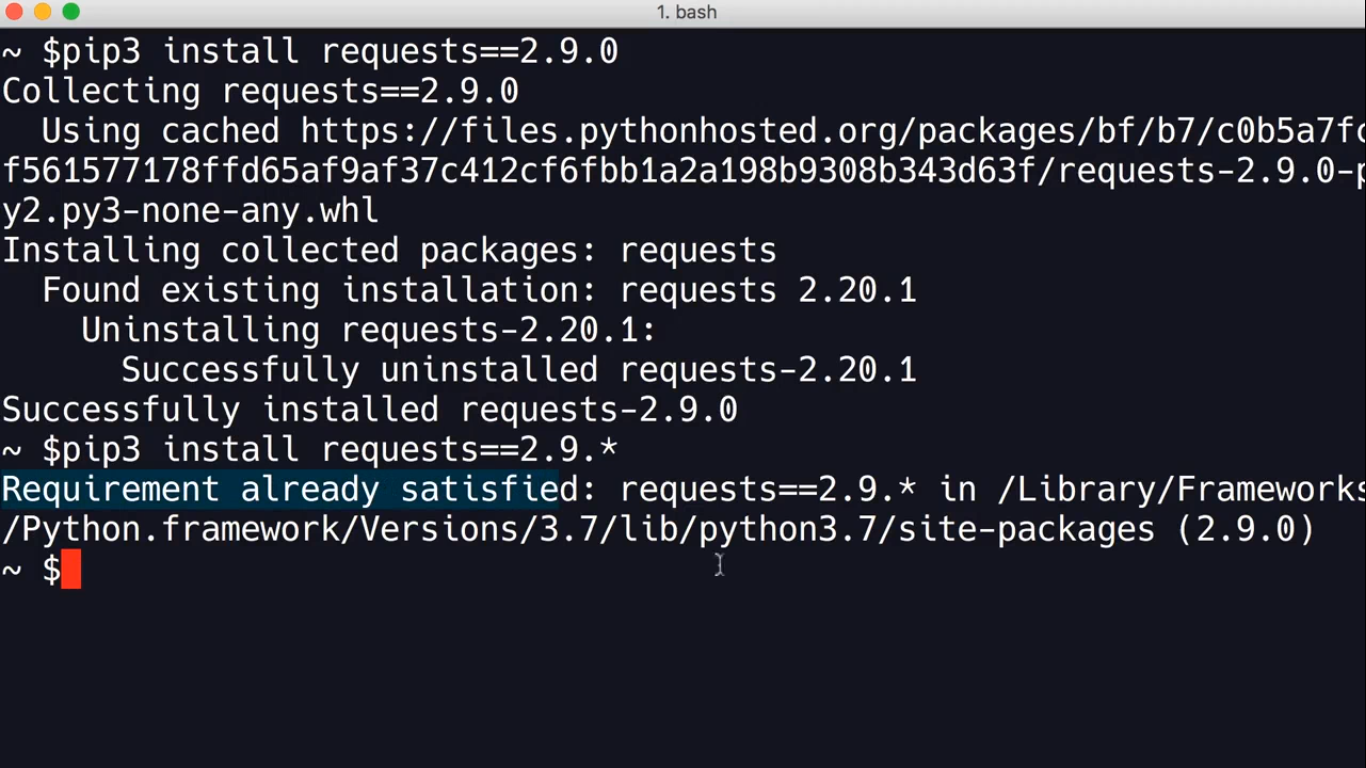 1. bash
~ $pip3 install requests==2.9.0
Collecting requests==2.9.0
  Using cached https://files.pythonhosted.org/packages/bf/b7/c0b5a7fc
f561577178ffd65af9af37c412cf6fbb1a2a198b9308b343d63f/requests-2.9.0-p
y2.py3-none-any.whl
Installing collected packages: requests
  Found existing installation: requests 2.20.1
    Uninstalling requests-2.20.1:
      Successfully uninstalled requests-2.20.1
Successfully installed requests-2.9.0
~ $pip3 install requests==2.9.*
Requirement already satisfied: requests==2.9.* in /Library/Frameworks
/Python.framework/Versions/3.7/lib/python3.7/site-packages (2.9.0)
~ $